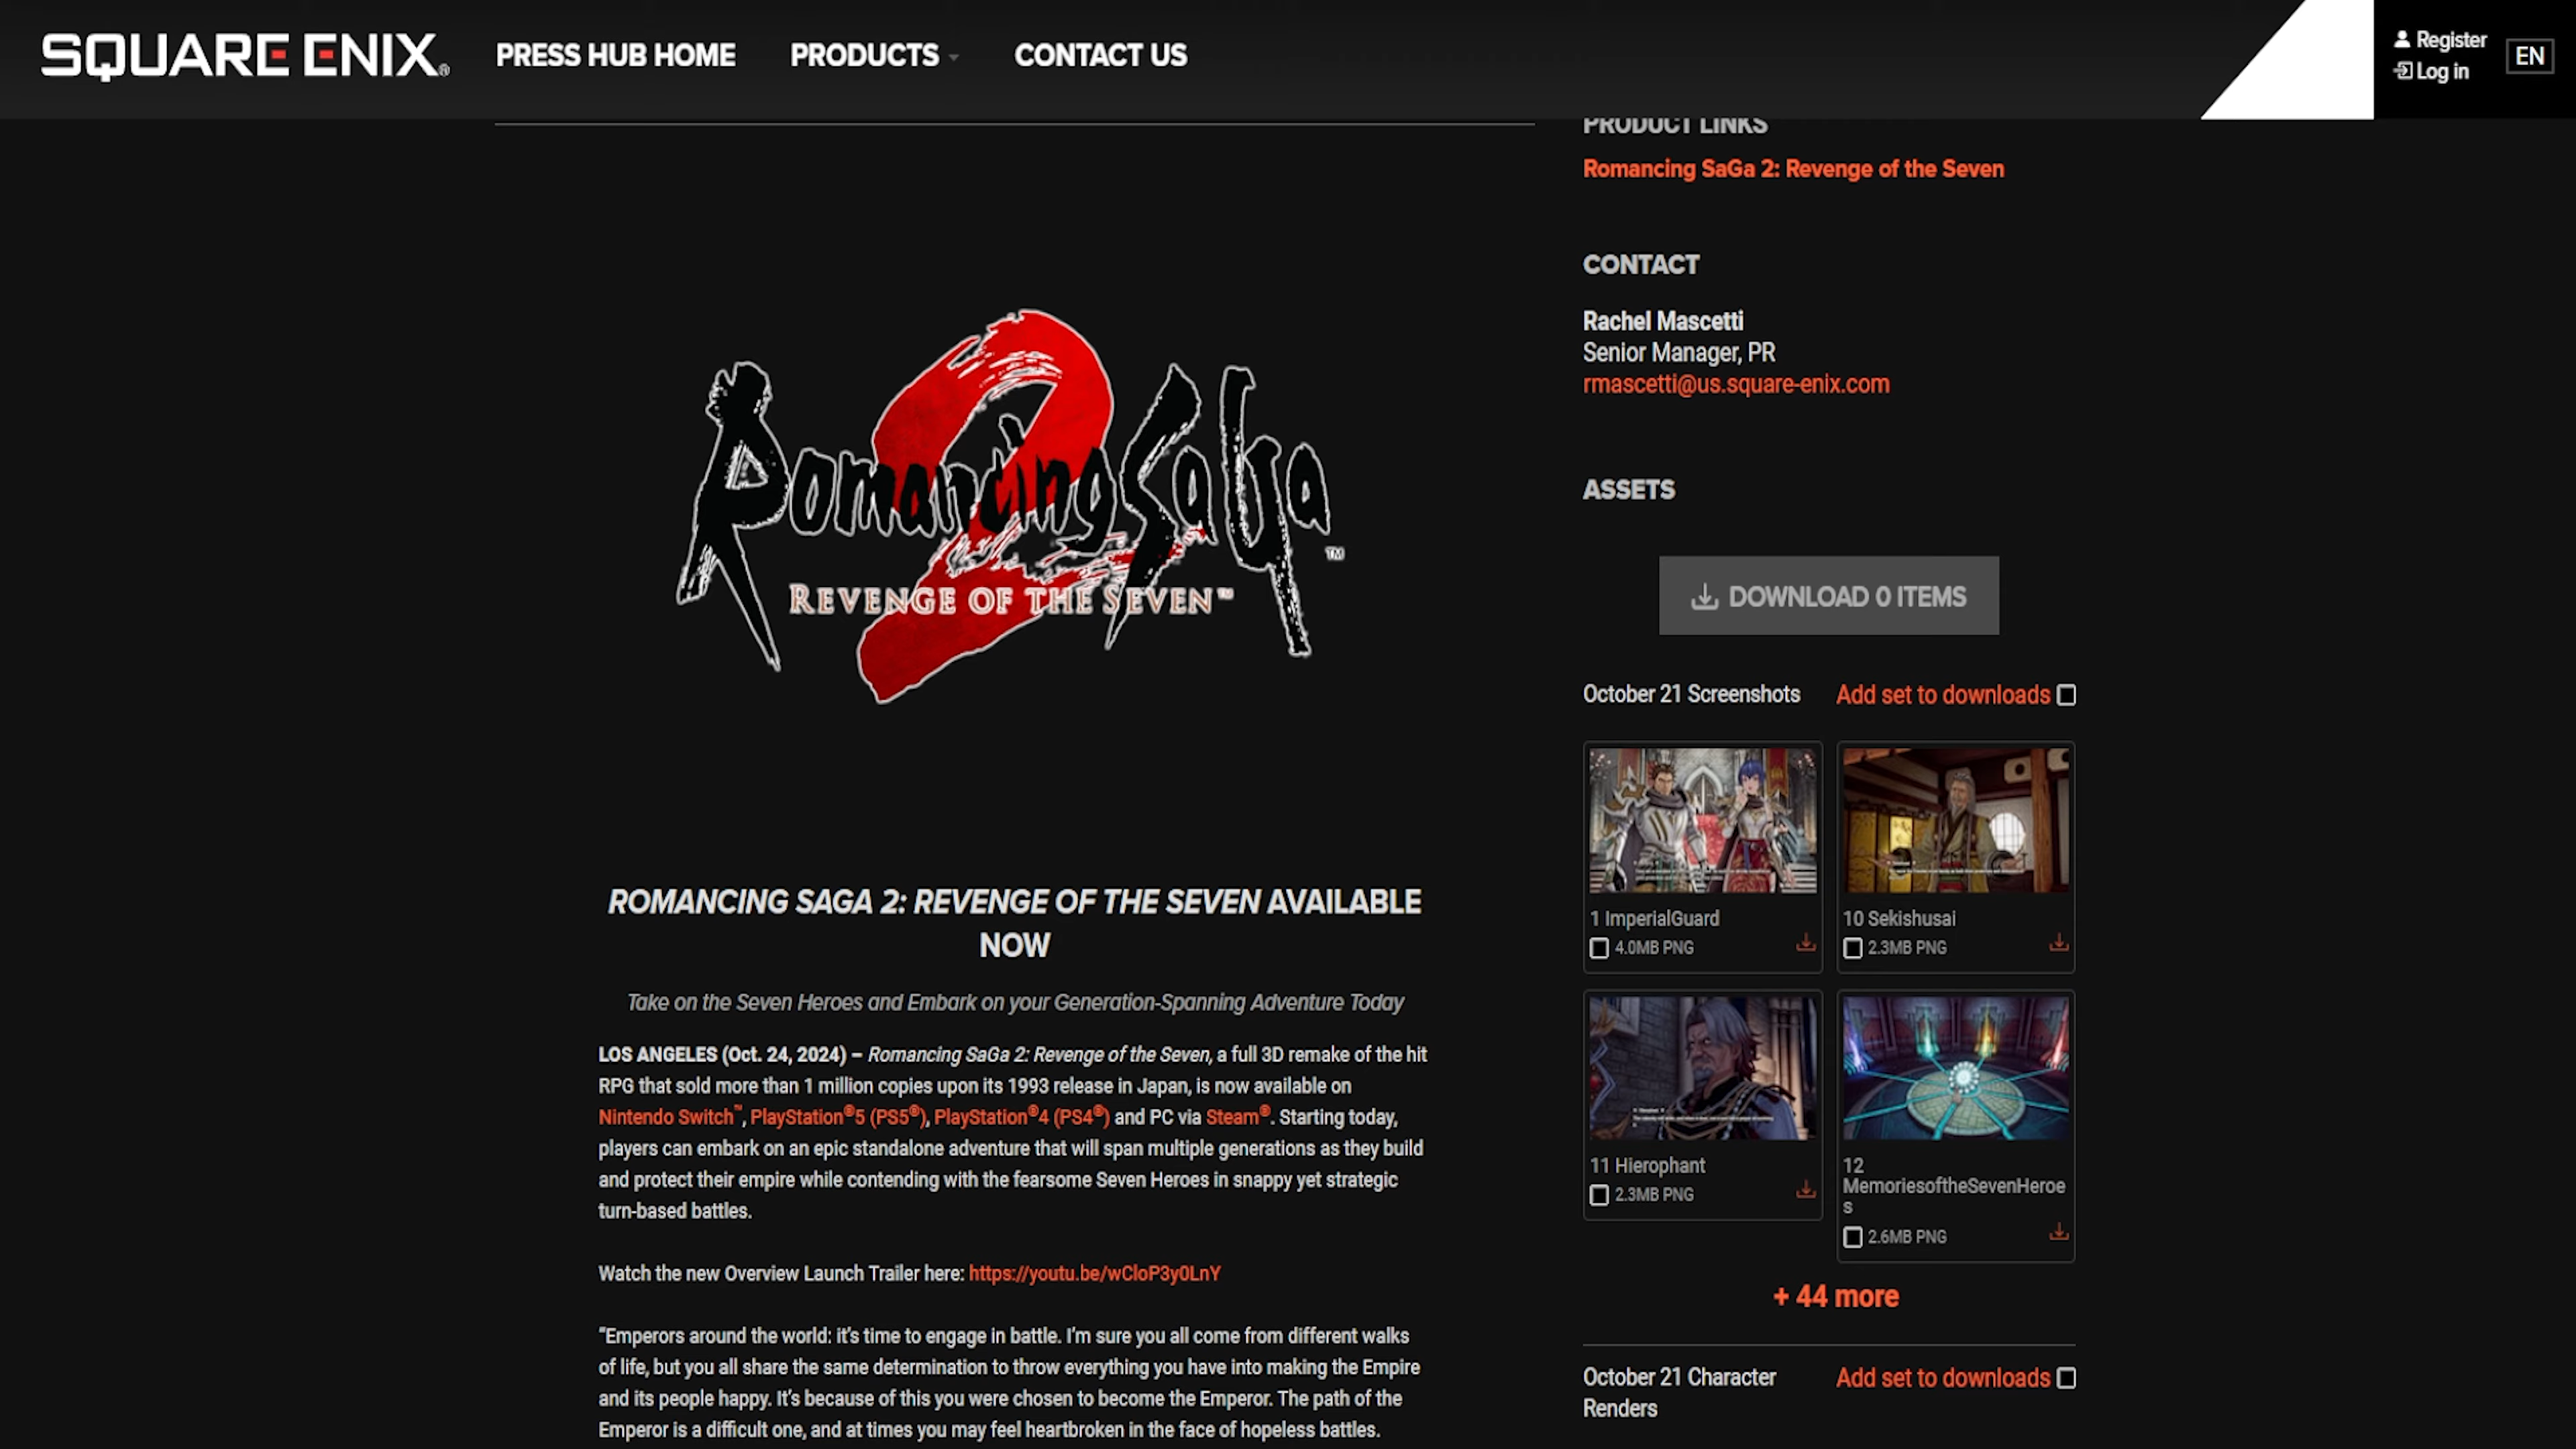 SQUARE ENIX®
PRESS HUB HOME
PRODUCTS
CONTACT US
Register
Log in
EN
Romancing SaGa 2™
REVENGE OF THE SEVEN™
ROMANCING SAGA 2: REVENGE OF THE SEVEN AVAILABLE
NOW
Take on the Seven Heroes and Embark on your Generation-Spanning Adventure Today
LOS ANGELES (Oct. 24, 2024) – Romancing SaGa 2: Revenge of the Seven, a full 3D remake of the hit
RPG that sold more than 1 million copies upon its 1993 release in Japan, is now available on
Nintendo Switch™, PlayStation®5 (PS5®), PlayStation®4 (PS4®) and PC via Steam®. Starting today,
players can embark on an epic standalone adventure that will span multiple generations as they build
and protect their empire while contending with the fearsome Seven Heroes in snappy yet strategic
turn-based battles.
Watch the new Overview Launch Trailer here: https://youtu.be/wCloP3y0LnY
“Emperors around the world: it’s time to engage in battle. I’m sure you all come from different walks
of life, but you all share the same determination to throw everything you have into making the Empire
and its people happy. It’s because of this you were chosen to become the Emperor. The path of the
Emperor is a difficult one, and at times you may feel heartbroken in the face of hopeless battles.
PRODUCT LINKS
Romancing SaGa 2: Revenge of the Seven
CONTACT
Rachel Mascetti
Senior Manager, PR
rmascetti@us.square-enix.com
ASSETS
DOWNLOAD 0 ITEMS
October 21 Screenshots
Add set to downloads
1 ImperialGuard
4.0MB PNG
10 Sekishusai
2.3MB PNG
11 Hierophant
2.3MB PNG
12
MemoriesoftheSevenHeroe
s
2.6MB PNG
+ 44 more
October 21 Character
Renders
Add set to downloads